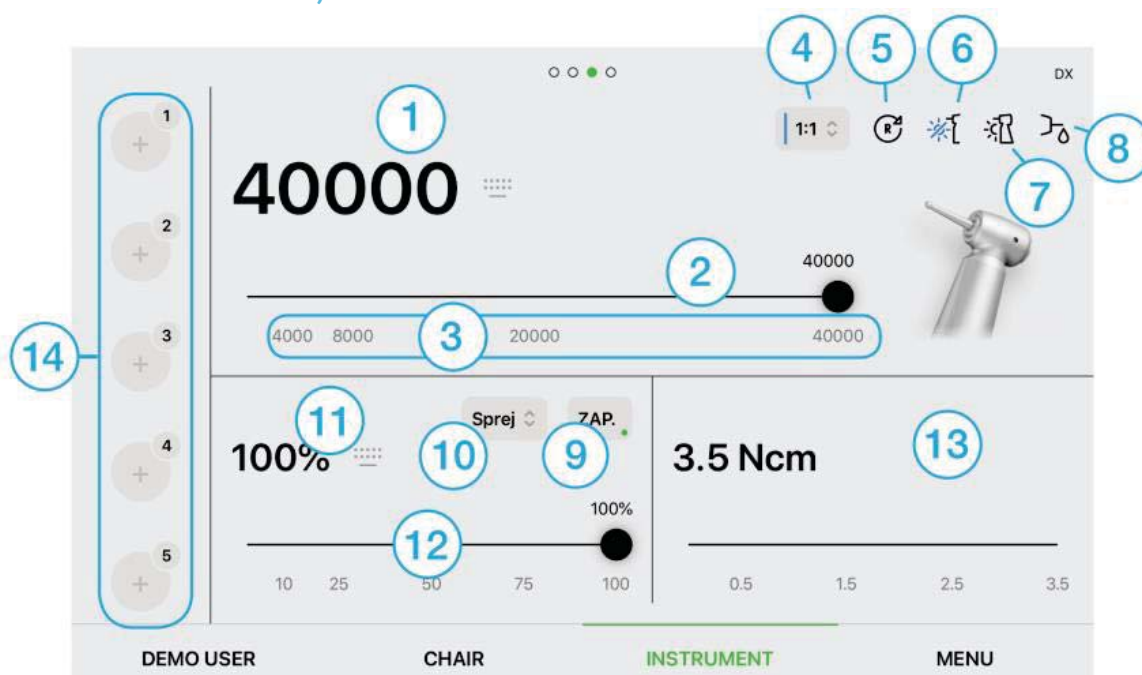 4 5 6
DX
1 1 1:1 R 7 8
40000
2 2 40000
3 4000 8000 3 20000 40000
14
4 11 Sprej ZAP.
100% 10 9 3.5 Ncm 13
100%
12
5 10 25 50 75 100 0.5 1.5 2.5 3.5
DEMO USER CHAIR INSTRUMENT MENU